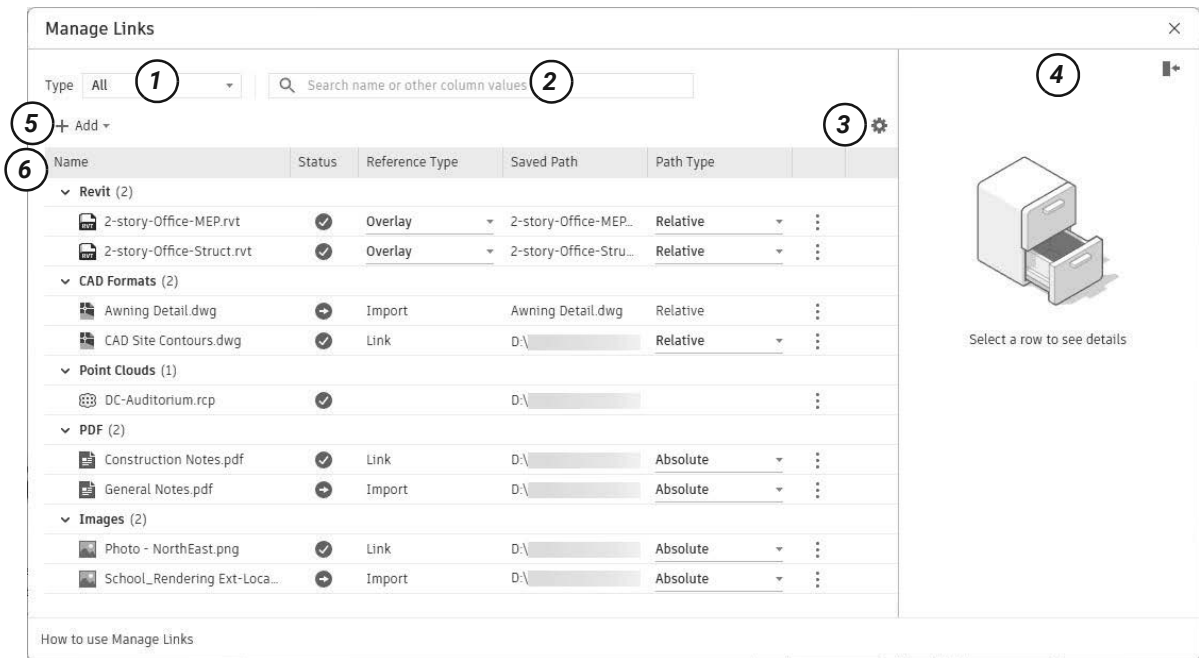 Manage Links
Type All 1 Search name or other column values 2 4
5 + Add 3
6 Name Status Reference Type Saved Path Path Type
Revit (2)
RVT 2-story-Office-MEP.rvt Overlay 2-story-Office-MEP... Relative
RVT 2-story-Office-Struct.rvt Overlay 2-story-Office-Stru... Relative
CAD Formats (2)
Awning Detail.dwg Import Awning Detail.dwg Relative
CAD Site Contours.dwg Link D:\ Relative
Select a row to see details
Point Clouds (1)
DC-Auditorium.rcp D:\
PDF (2)
Construction Notes.pdf Link D:\ Absolute
General Notes.pdf Import D:\ Absolute
Images (2)
Photo - NorthEast.png Link D:\ Absolute
School_Rendering Ext-Loca... Import D:\ Absolute
How to use Manage Links